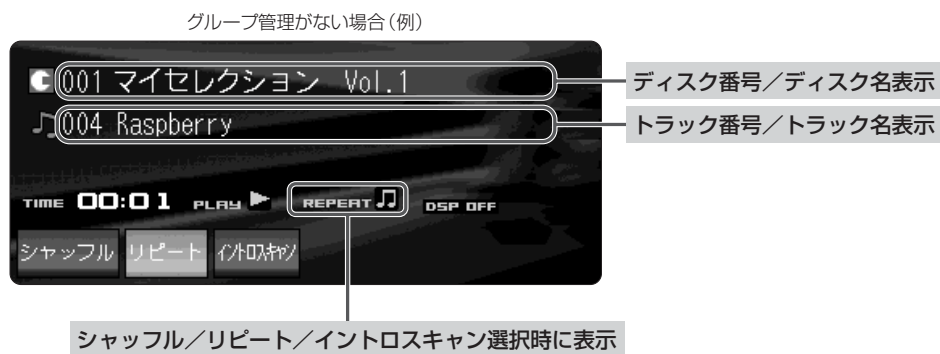 グループ管理がない場合(例)
001 マイセレクション Vol.1
ディスク番号/ディスク名表示
004 Raspberry
トラック番号/トラック名表示
TIME 00:01 PLAY REPEAT DSP OFF
シャッフル リピート イントロスキャン
シャッフル/リピート/イントロスキャン選択時に表示